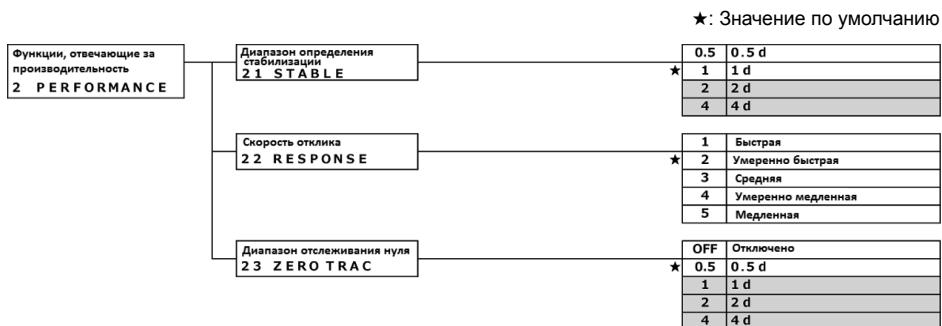 ★: Значение по умолчанию
Функции, отвечающие за
производительность
2 PERFORMANCE
Диапазон определения
стабилизации
21 STABLE
0.5 0.5 d
★ 1 1 d
2 2 d
4 4 d
Скорость отклика
22 RESPONSE
1 Быстрая
★ 2 Умеренно быстрая
3 Средняя
4 Умеренно медленная
5 Медленная
Диапазон отслеживания нуля
23 ZERO TRAC
OFF Отключено
★ 0.5 0.5 d
1 1 d
2 2 d
4 4 d